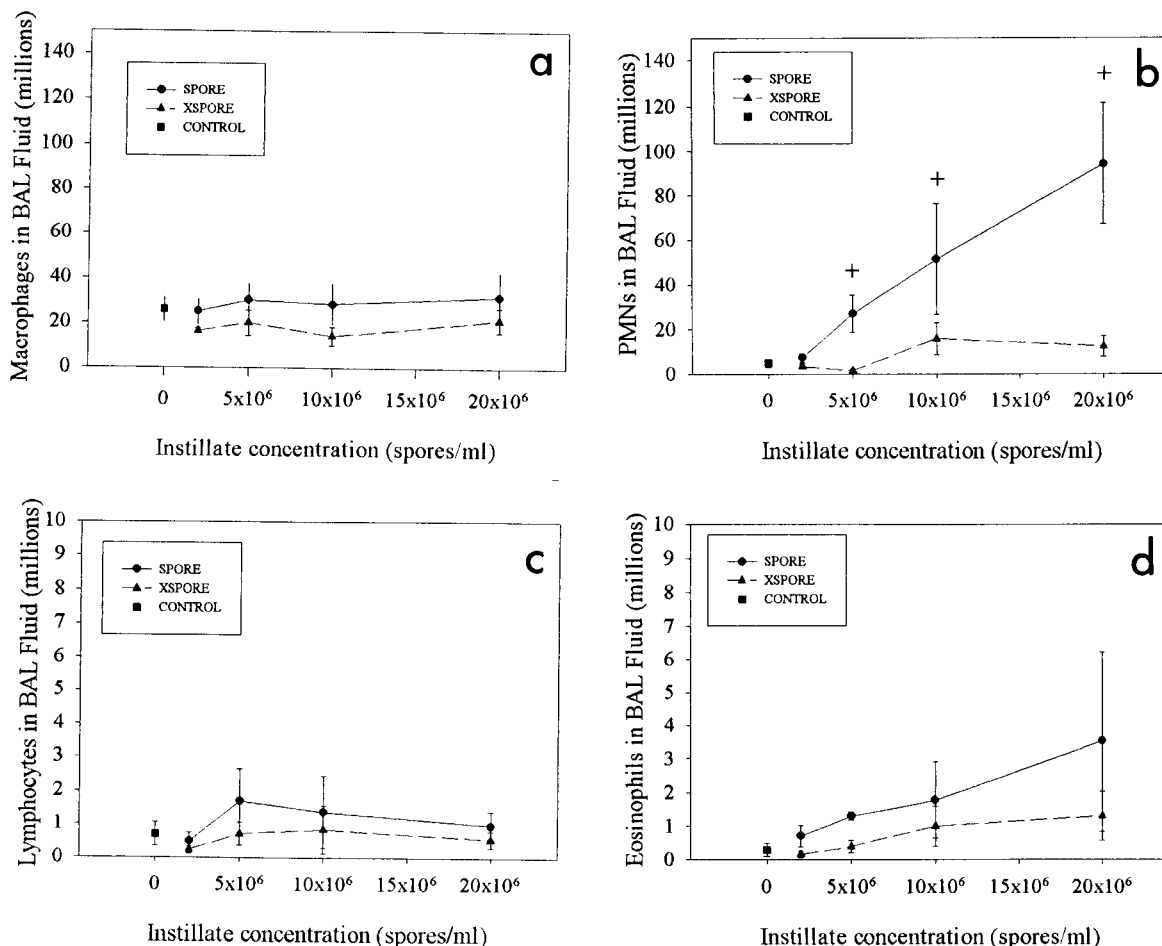 a
Macrophages in BAL Fluid (millions)
140
120
100
80
60
40
20
0
SPORE
XSPORE
CONTROL
0 5x10⁶ 10x10⁶ 15x10⁶ 20x10⁶
Instillate concentration (spores/ml)
b
PMNs in BAL Fluid (millions)
140
120
100
80
60
40
20
0
SPORE
XSPORE
CONTROL
+
+
+
0 5x10⁶ 10x10⁶ 15x10⁶ 20x10⁶
Instillate concentration (spores/ml)
c
Lymphocytes in BAL Fluid (millions)
10
9
8
7
6
5
4
3
2
1
0
SPORE
XSPORE
CONTROL
0 5x10⁶ 10x10⁶ 15x10⁶ 20x10⁶
Instillate concentration (spores/ml)
d
Eosinophils in BAL Fluid (millions)
10
9
8
7
6
5
4
3
2
1
0
SPORE
XSPORE
CONTROL
0 5x10⁶ 10x10⁶ 15x10⁶ 20x10⁶
Instillate concentration (spores/ml)